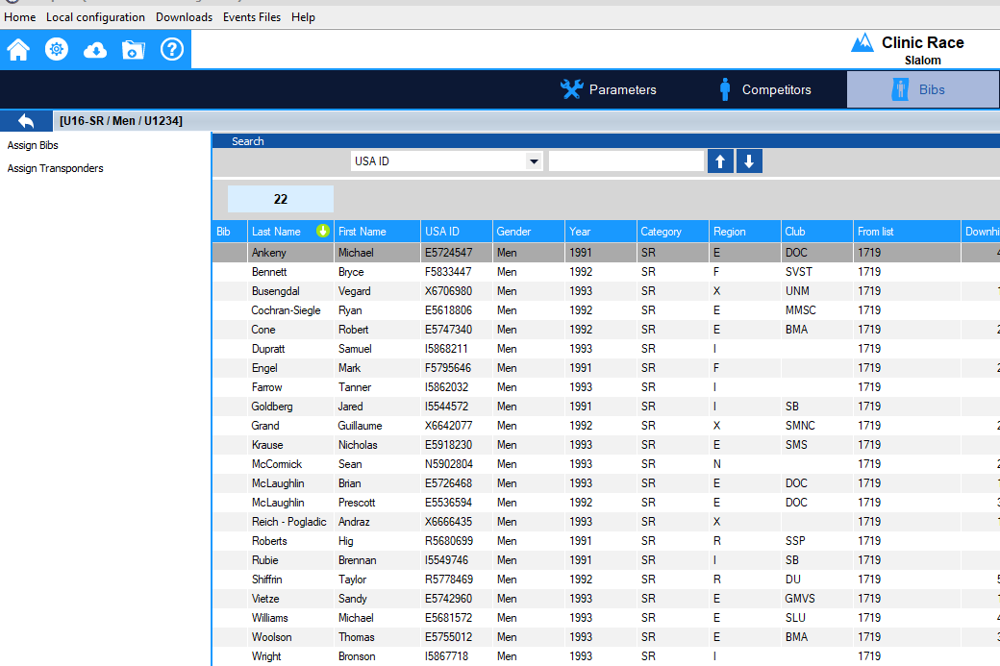 Home Local configuration Downloads Events Files Help
Clinic Race
Slalom
Parameters Competitors Bibs
[U16-SR / Men / U1234]
Assign Bibs
Assign Transponders
Search
USA ID
22
Bib Last Name First Name USA ID Gender Year Category Region Club From list Downhi
Ankeny Michael E5724547 Men 1991 SR E DOC 1719
Bennett Bryce F5833447 Men 1992 SR F SVST 1719
Busengdal Vegard X6706980 Men 1993 SR X UNM 1719
Cochran-Siegle Ryan E5618806 Men 1992 SR E MMSC 1719
Cone Robert E5747340 Men 1992 SR E BMA 1719
Dupratt Samuel I5868211 Men 1993 SR I 1719
Engel Mark F5795646 Men 1991 SR F 1719
Farrow Tanner I5862032 Men 1993 SR I 1719
Goldberg Jared I5544572 Men 1991 SR I SB 1719
Grand Guillaume X6642077 Men 1992 SR X SMNC 1719
Krause Nicholas E5918230 Men 1993 SR E SMS 1719
McCormick Sean N5902804 Men 1993 SR N 1719
McLaughlin Brian E5726468 Men 1993 SR E DOC 1719
McLaughlin Prescott E5536594 Men 1992 SR E DOC 1719
Reich - Pogladic Andraz X6666435 Men 1993 SR X 1719
Roberts Hig R5680699 Men 1991 SR R SSP 1719
Rubie Brennan I5549746 Men 1991 SR I SB 1719
Shiffrin Taylor R5778469 Men 1992 SR R DU 1719
Vietze Sandy E5742960 Men 1993 SR E GMVS 1719
Williams Michael E5681572 Men 1993 SR E SLU 1719
Woolson Thomas E5755012 Men 1993 SR E BMA 1719
Wright Bronson I5867718 Men 1993 SR I 1719